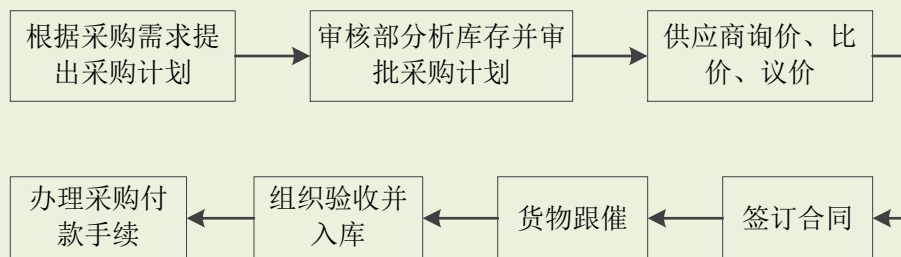 根据采购需求提
出采购计划
审核部分析库存并审
批采购计划
供应商询价、比
价、议价
签订合同
货物跟催
组织验收并
入库
办理采购付
款手续